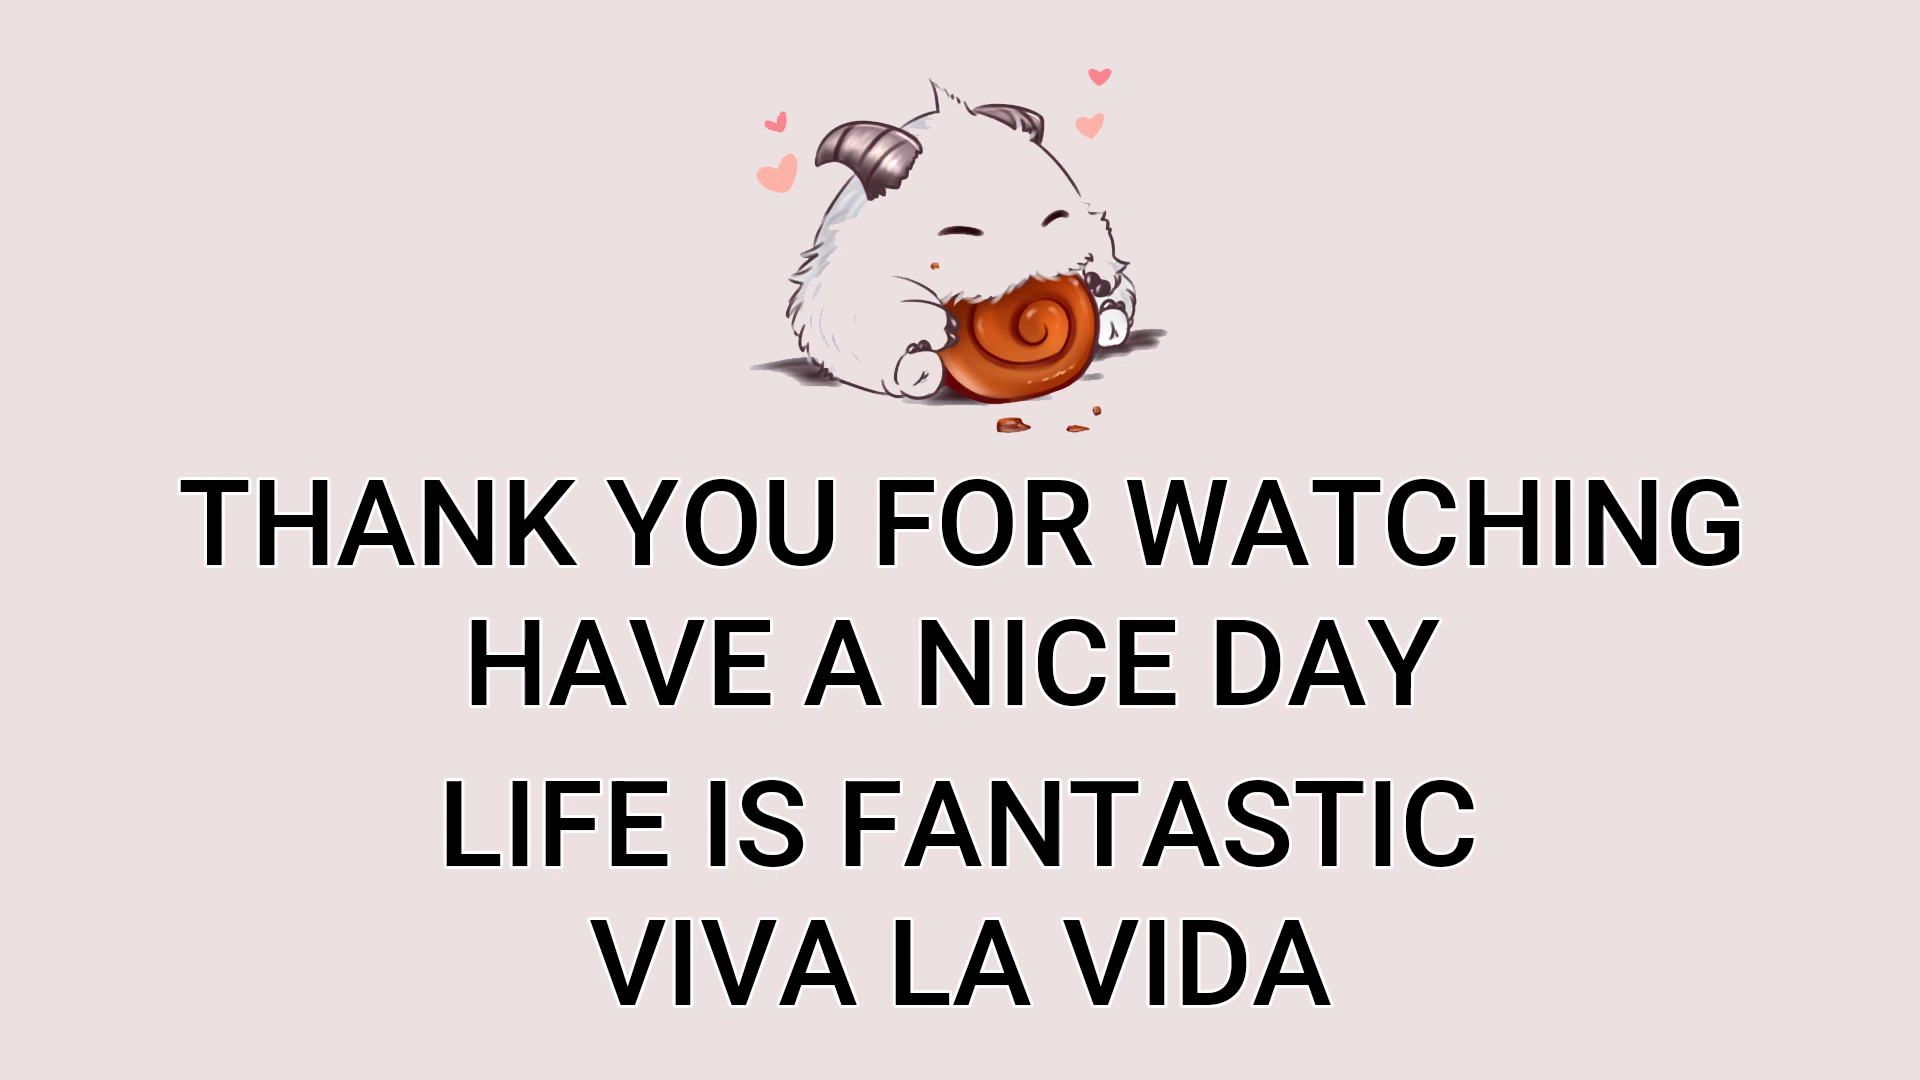 THANK YOU FOR WATCHING
HAVE A NICE DAY
LIFE IS FANTASTIC
VIVA LA VIDA